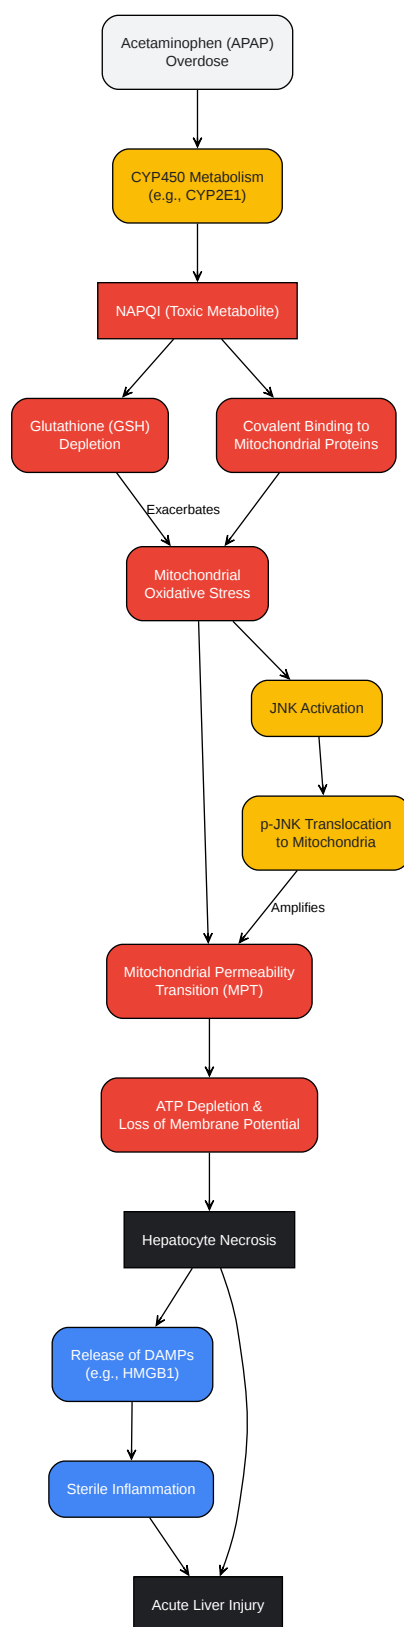 Acetaminophen (APAP)
Overdose
CYP450 Metabolism
(e.g., CYP2E1)
NAPQI (Toxic Metabolite)
Glutathione (GSH)
Depletion
Covalent Binding to
Mitochondrial Proteins
Exacerbates
Mitochondrial
Oxidative Stress
JNK Activation
p-JNK Translocation
to Mitochondria
Amplifies
Mitochondrial Permeability
Transition (MPT)
ATP Depletion &
Loss of Membrane Potential
Hepatocyte Necrosis
Release of DAMPs
(e.g., HMGB1)
Sterile Inflammation
Acute Liver Injury